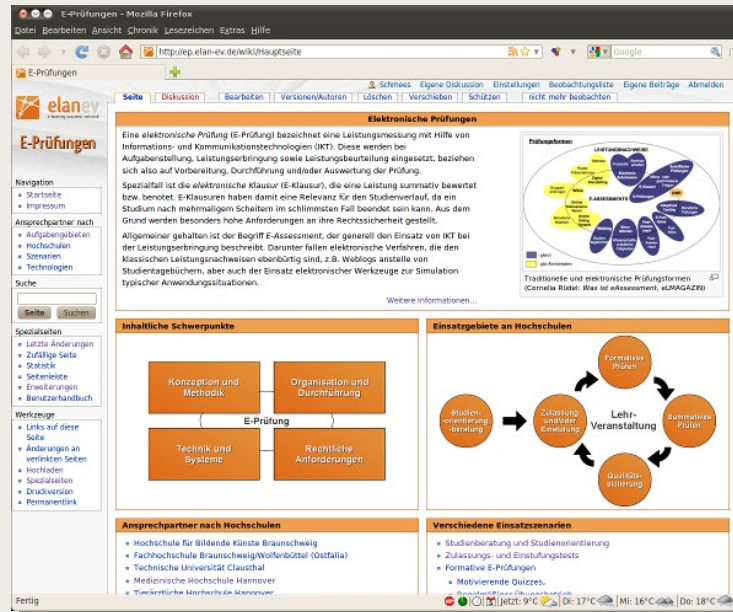 E-Prüfungen - Mozilla Firefox
Datei Bearbeiten Ansicht Chronik Lesezeichen Extras Hilfe
http://ep.elan-ev.de/wiki/Hauptseite
Google
E-Prüfungen
Schmees Eigene Diskussion Einstellungen Beobachtungsliste Eigene Beiträge Abmelden
Seite Diskussion Bearbeiten Versionen/Autoren Löschen Verschieben Schützen nicht mehr beobachten
elanev
E-Prüfungen
Navigation
Startseite
Impressum
Ansprechpartner nach
Aufgabengebieten
Hochschulen
Szenarien
Technologien
Suche
Seite Suchen
Spezialseiten
Letzte Änderungen
Zufällige Seite
Statistik
Seitenleiste
Erweiterungen
Benutzerhandbuch
Werkzeuge
Links auf diese
Seite
Änderungen an
verlinkten Seiten
Hochladen
Spezialseiten
Druckversion
Permanentlink
Elektronische Prüfungen
Eine elektronische Prüfung (E-Prüfung) bezeichnet eine Leistungsmessung mit Hilfe von
Informations- und Kommunikationstechnologien (IKT). Diese werden bei
Aufgabenstellung, Leistungserbringung sowie Leistungsbeurteilung eingesetzt, beziehen
sich also auf Vorbereitung, Durchführung und/oder Auswertung der Prüfung.
Spezialfall ist die elektronische Klausur (E-Klausur), die eine Leistung summativ bewertet
bzw. benotet. E-Klausuren haben damit eine Relevanz für den Studienverlauf, da ein
Studium nach mehrmaligem Scheitern im schlimmsten Fall beendet sein kann. Aus dem
Grund werden besonders hohe Anforderungen an ihre Rechtssicherheit gestellt.
Allgemeiner gehalten ist der Begriff E-Assessment, der generell den Einsatz von IKT bei
der Leistungserbringung beschreibt. Darunter fallen elektronische Verfahren, die den
klassischen Leistungsnachweisen ebenbürtig sind, z.B. Weblogs anstelle von
Studientagebüchern, aber auch der Einsatz elektronischer Werkzeuge zur Simulation
typischer Anwendungssituationen.
Weitere Informationen...
Prüfungsformen
LEISTUNGSNACHWEISE
E-ASSESSMENTS
Traditionelle und elektronische Prüfungsformen
(Cornelia Rüdel: Was ist eAssessment, eLMAGAZIN)
Inhaltliche Schwerpunkte
Konzeption und
Methodik
Organisation und
Durchführung
E-Prüfung
Technik und
Systeme
Rechtliche
Anforderungen
Einsatzgebiete an Hochschulen
Formatives
Prüfen
Studien-
orientierung,
-beratung
Zulassung
und/oder
Einstufung
Lehr-
Veranstaltung
Summatives
Prüfen
Qualitäts-
sicherung
Ansprechpartner nach Hochschulen
Hochschule für Bildende Künste Braunschweig
Fachhochschule Braunschweig/Wolfenbüttel (Ostfalia)
Technische Universität Clausthal
Medizinische Hochschule Hannover
Tierärztliche Hochschule Hannover
Verschiedene Einsatzszenarien
Studienberatung und Studienorientierung
Zulassungs- und Einstufungstests
Formative E-Prüfungen
Motivierende Quizzes,
Regelmäßiger Übungsbetrieb
Fertig
Jetzt: 9°C Di: 17°C Mi: 16°C Do: 18°C